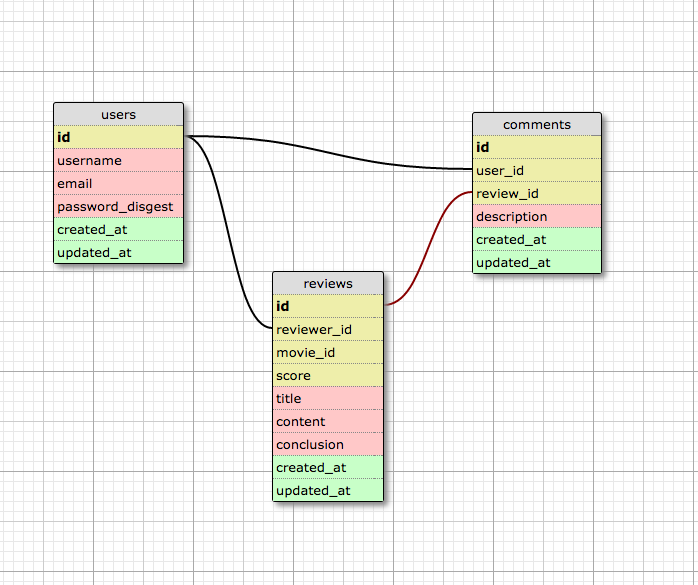 users
id
username
email
password_disgest
created_at
updated_at
comments
id
user_id
review_id
description
created_at
updated_at
reviews
id
reviewer_id
movie_id
score
title
content
conclusion
created_at
updated_at